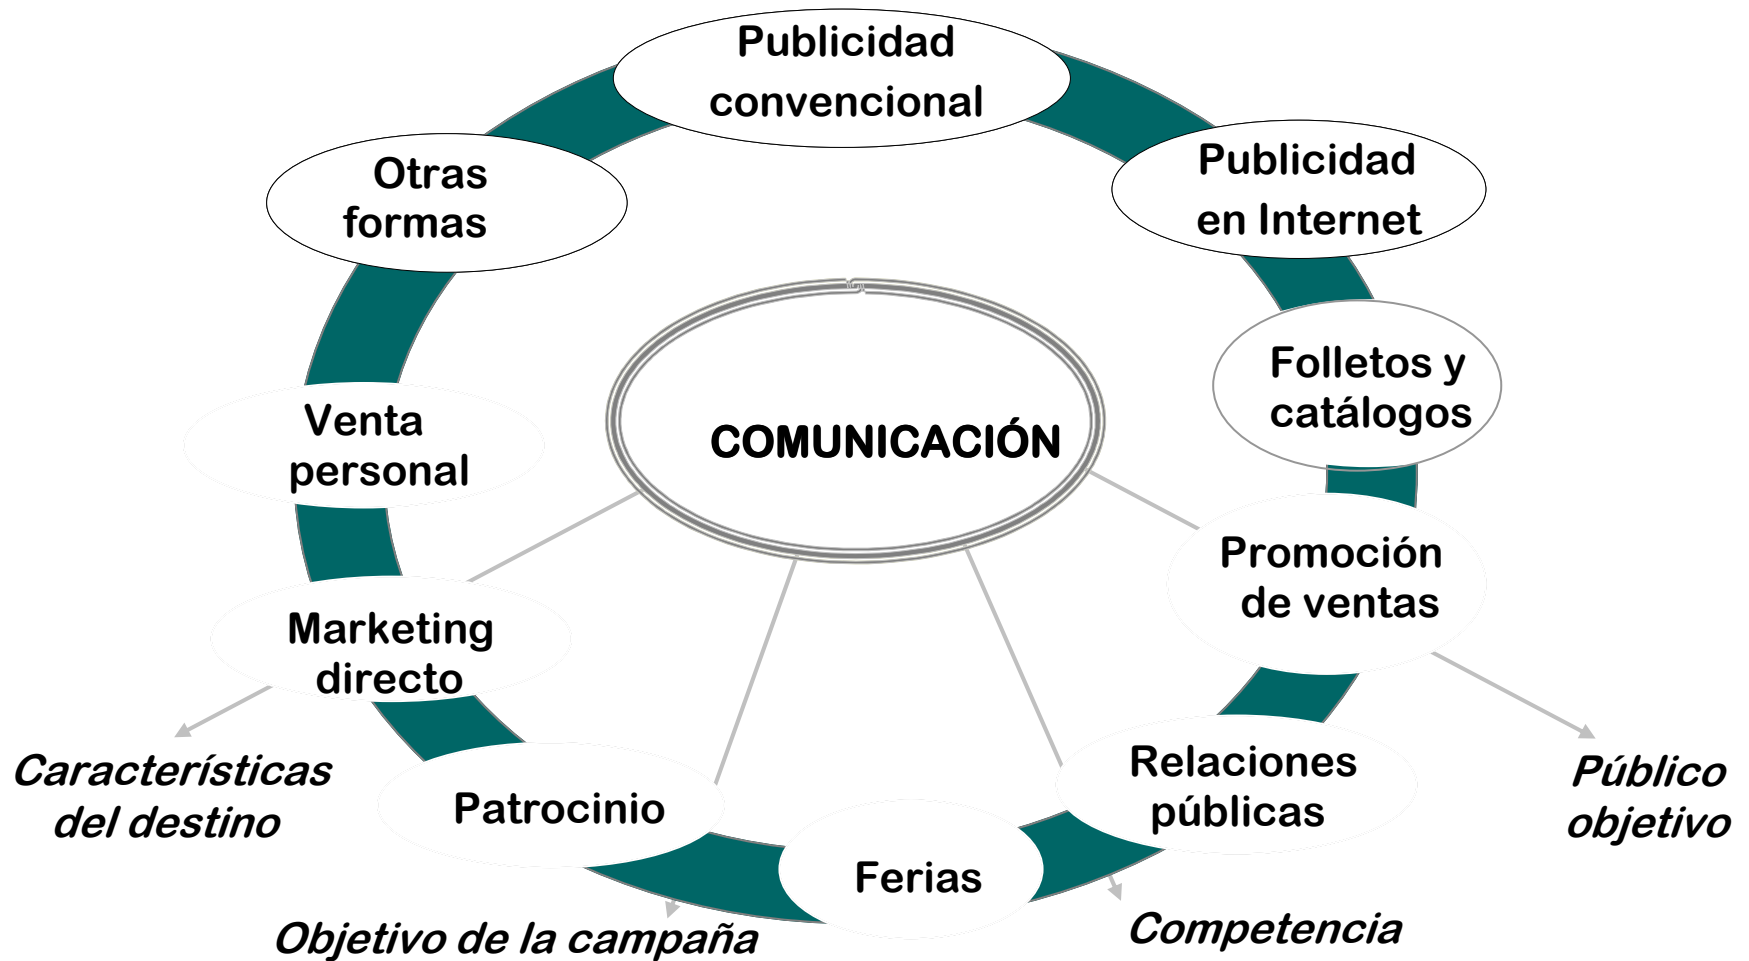 Publicidad
convencional
Publicidad
en Internet
Otras
formas
Folletos y
catálogos
COMUNICACIÓN
Venta
personal
Promoción
de ventas
Marketing
directo
Relaciones
públicas
Patrocinio
Ferias
Características
del destino
Público
objetivo
Objetivo de la campaña
Competencia